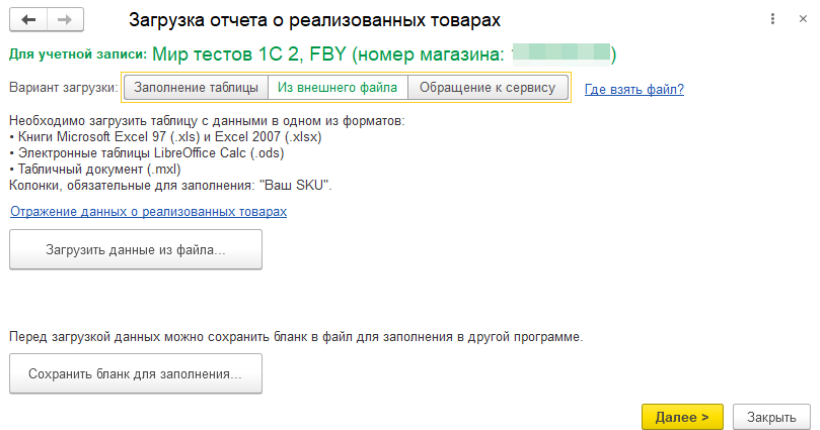 Загрузка отчета о реализованных товарах
Для учетной записи: Мир тестов 1С 2, FBY (номер магазина: )
Вариант загрузки: Заполнение таблицы Из внешнего файла Обращение к сервису Где взять файл?
Необходимо загрузить таблицу с данными в одном из форматов:
• Книги Microsoft Excel 97 (.xls) и Excel 2007 (.xlsx)
• Электронные таблицы LibreOffice Calc (.ods)
• Табличный документ (.mxl)
Колонки, обязательные для заполнения: "Ваш SKU".
Отражение данных о реализованных товарах
Загрузить данные из файла...
Перед загрузкой данных можно сохранить бланк в файл для заполнения в другой программе.
Сохранить бланк для заполнения...
Далее > Закрыть